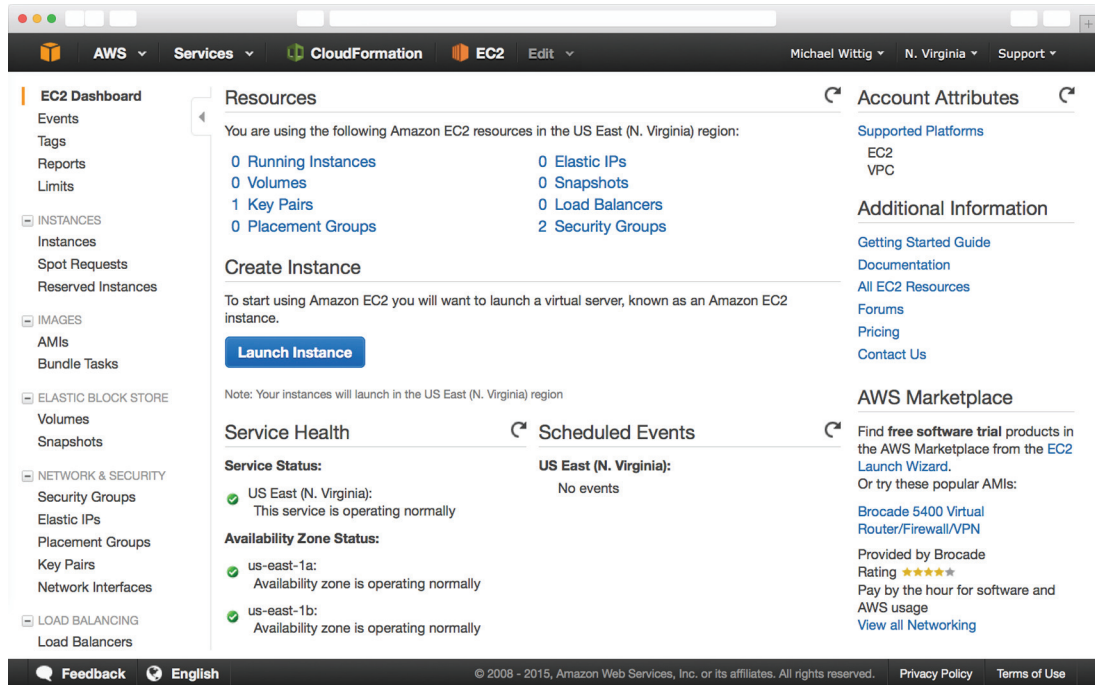 AWS Services CloudFormation EC2 Edit Michael Wittig N. Virginia Support
EC2 Dashboard
Events
Tags
Reports
Limits
INSTANCES
Instances
Spot Requests
Reserved Instances
IMAGES
AMIs
Bundle Tasks
ELASTIC BLOCK STORE
Volumes
Snapshots
NETWORK & SECURITY
Security Groups
Elastic IPs
Placement Groups
Key Pairs
Network Interfaces
LOAD BALANCING
Load Balancers
Resources
You are using the following Amazon EC2 resources in the US East (N. Virginia) region:
0 Running Instances
0 Volumes
1 Key Pairs
0 Placement Groups
0 Elastic IPs
0 Snapshots
0 Load Balancers
2 Security Groups
Create Instance
To start using Amazon EC2 you will want to launch a virtual server, known as an Amazon EC2
instance.
Launch Instance
Note: Your instances will launch in the US East (N. Virginia) region
Service Health
Service Status:
US East (N. Virginia):
This service is operating normally
Availability Zone Status:
us-east-1a:
Availability zone is operating normally
us-east-1b:
Availability zone is operating normally
Scheduled Events
US East (N. Virginia):
No events
Account Attributes
Supported Platforms
EC2
VPC
Additional Information
Getting Started Guide
Documentation
All EC2 Resources
Forums
Pricing
Contact Us
AWS Marketplace
Find free software trial products in
the AWS Marketplace from the EC2
Launch Wizard.
Or try these popular AMIs:
Brocade 5400 Virtual
Router/Firewall/VPN
Provided by Brocade
Rating
Pay by the hour for software and
AWS usage
View all Networking
Feedback English © 2008 - 2015, Amazon Web Services, Inc. or its affiliates. All rights reserved. Privacy Policy Terms of Use